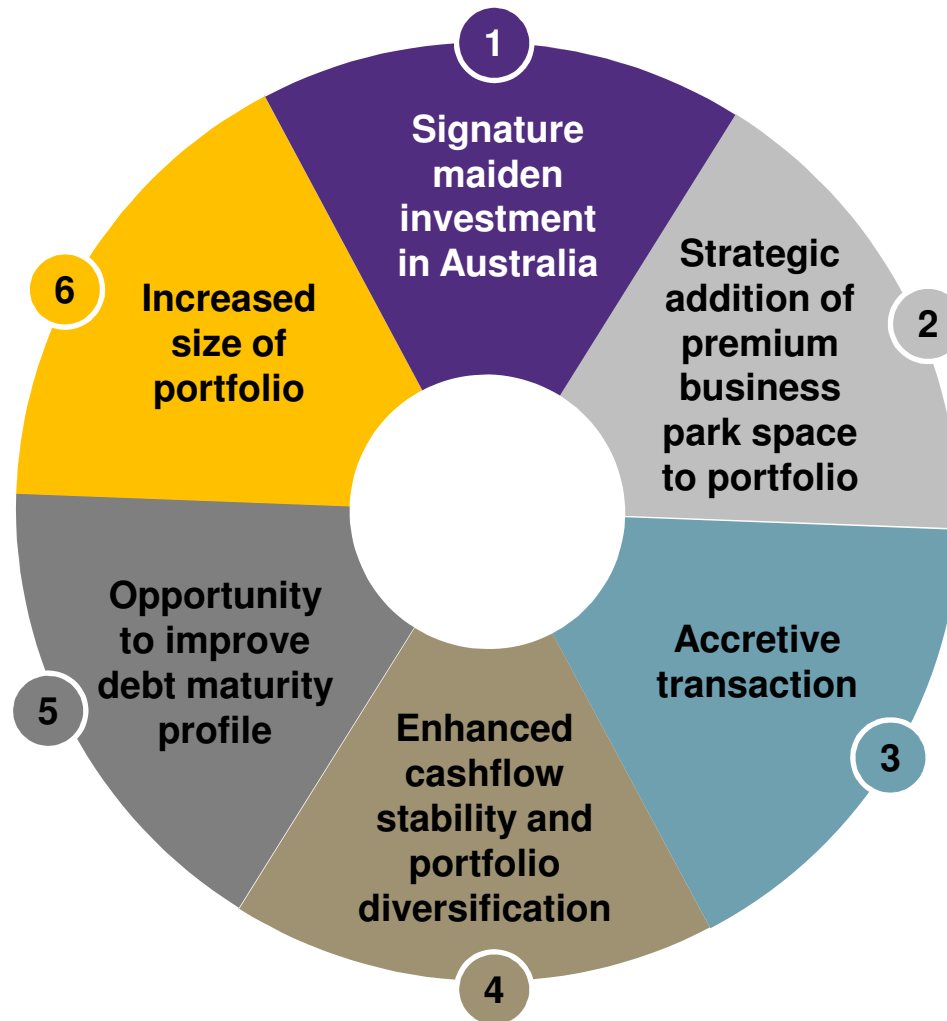 1
Signature
maiden
investment
in Australia
2
Strategic
addition of
premium
business
park space
to portfolio
3
Accretive
transaction
4
Enhanced
cashflow
stability and
portfolio
diversification
5
Opportunity
to improve
debt maturity
profile
6
Increased
size of
portfolio